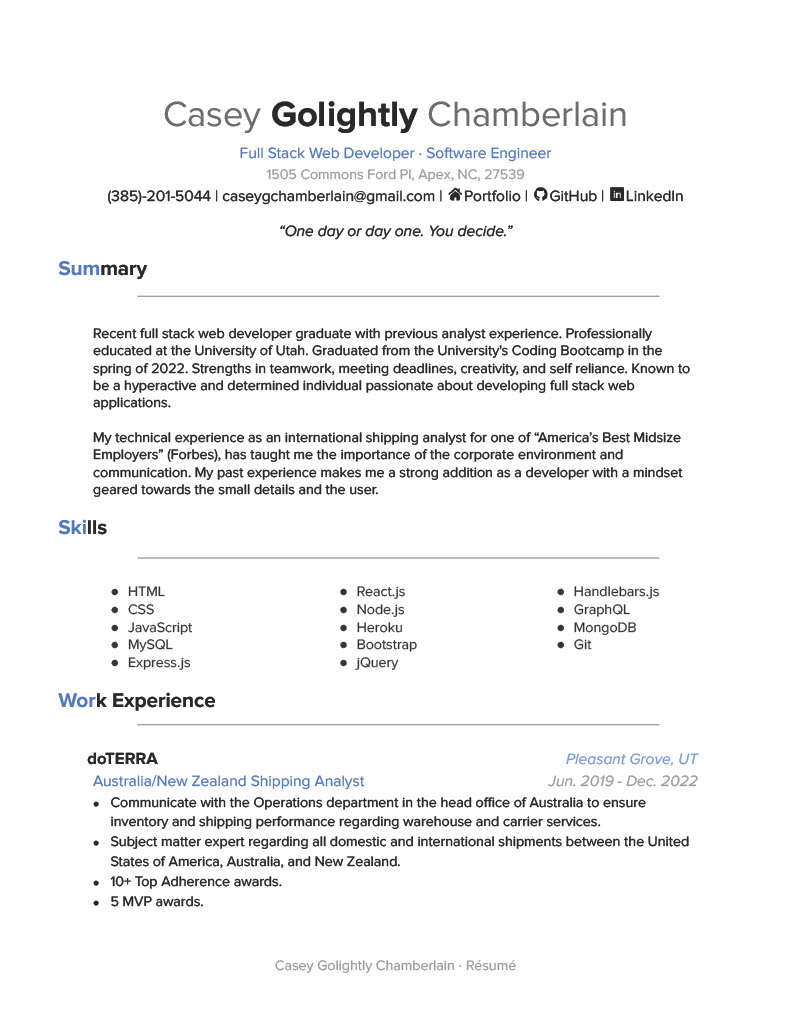 Casey Golightly Chamberlain
Full Stack Web Developer · Software Engineer
1505 Commons Ford Pl, Apex, NC, 27539
(385)-201-5044 | caseygchamberlain@gmail.com | Portfolio | GitHub | LinkedIn
“One day or day one. You decide.”
Summary
Recent full stack web developer graduate with previous analyst experience. Professionally
educated at the University of Utah. Graduated from the University's Coding Bootcamp in the
spring of 2022. Strengths in teamwork, meeting deadlines, creativity, and self reliance. Known to
be a hyperactive and determined individual passionate about developing full stack web
applications.
My technical experience as an international shipping analyst for one of “America’s Best Midsize
Employers” (Forbes), has taught me the importance of the corporate environment and
communication. My past experience makes me a strong addition as a developer with a mindset
geared towards the small details and the user.
Skills
● HTML
● CSS
● JavaScript
● MySQL
● Express.js
● React.js
● Node.js
● Heroku
● Bootstrap
● jQuery
● Handlebars.js
● GraphQL
● MongoDB
● Git
Work Experience
doTERRA Pleasant Grove, UT
Australia/New Zealand Shipping Analyst Jun. 2019 - Dec. 2022
● Communicate with the Operations department in the head office of Australia to ensure
inventory and shipping performance regarding warehouse and carrier services.
● Subject matter expert regarding all domestic and international shipments between the United
States of America, Australia, and New Zealand.
● 10+ Top Adherence awards.
● 5 MVP awards.
Casey Golightly Chamberlain · Résumé